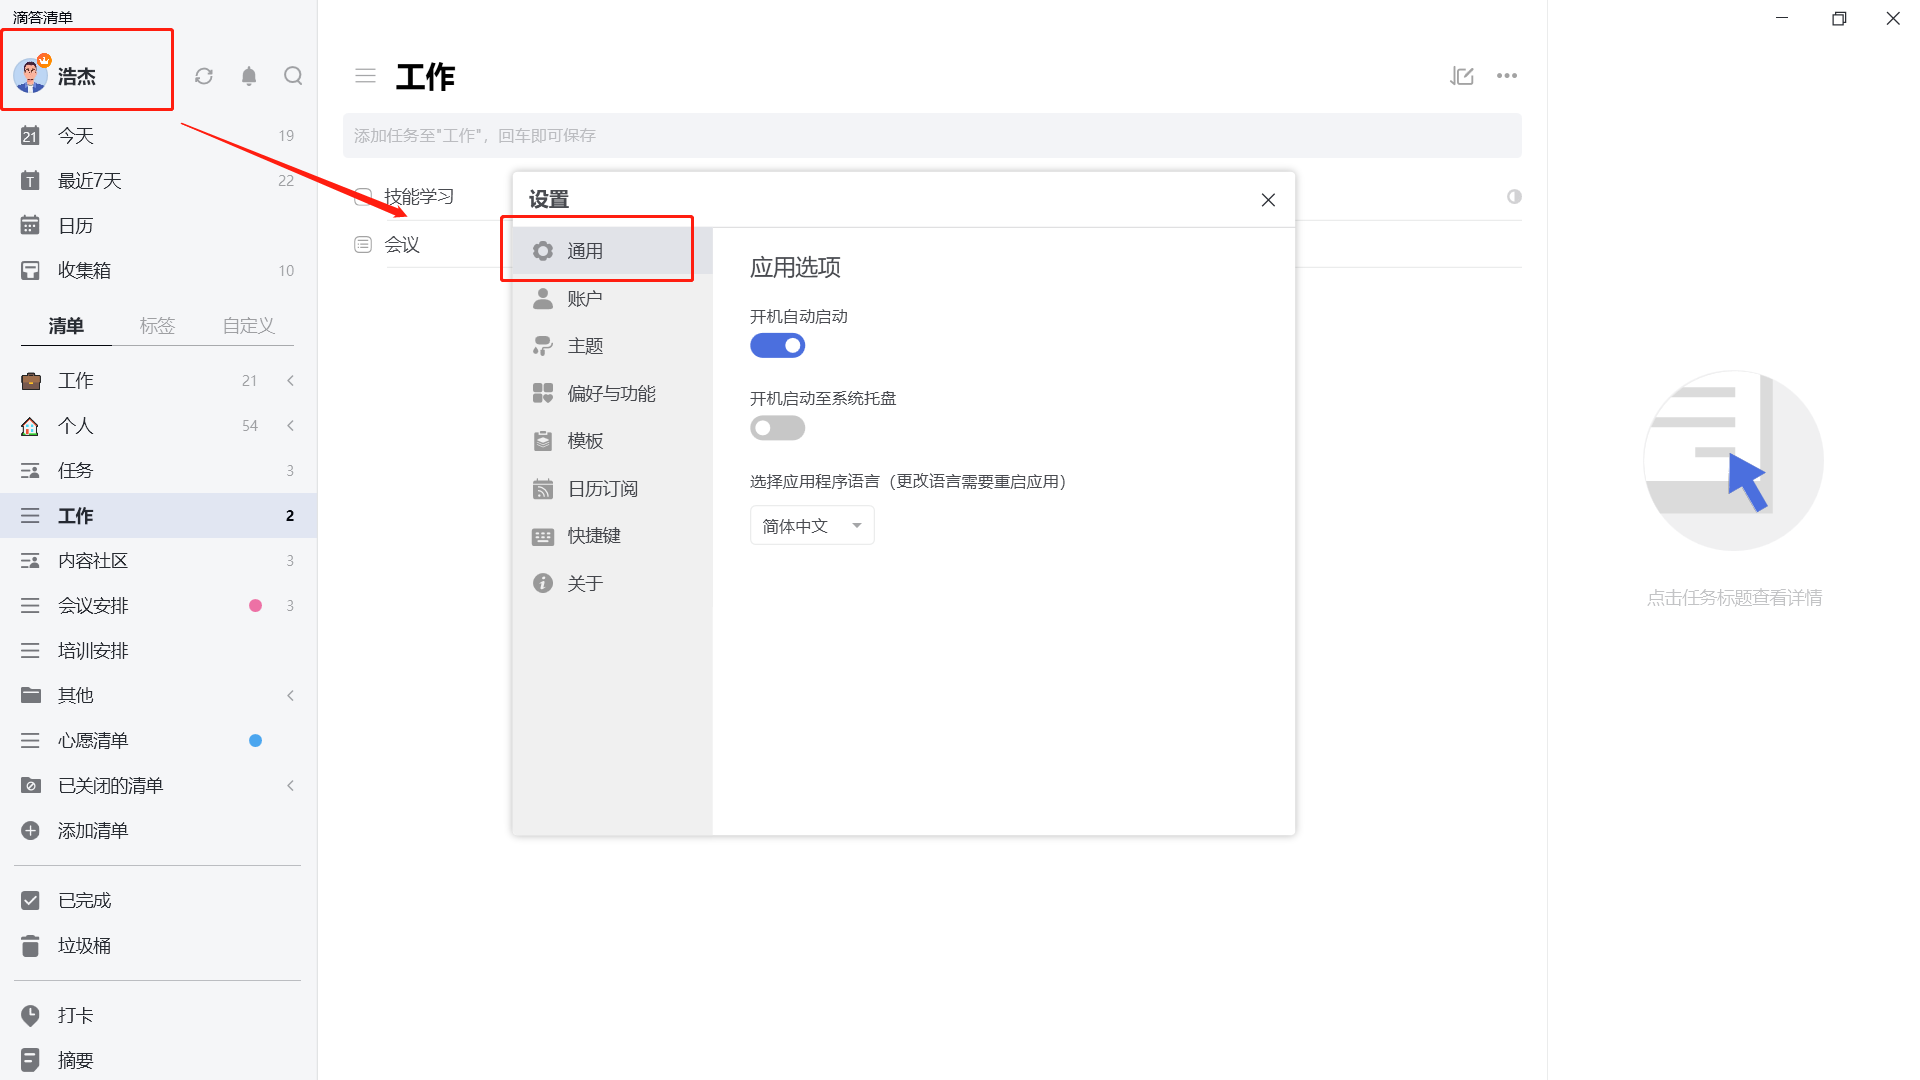 滴答清单
浩杰
21 今天 19
T 最近7天 22
日历
收集箱 10
清单 标签 自定义
工作 21
个人 54
任务 3
工作 2
内容社区 3
会议安排 3
培训安排
其他
心愿清单
已关闭的清单
添加清单
已完成
垃圾桶
打卡
摘要
工作
添加任务至"工作"，回车即可保存
技能学习
会议
设置
通用
账户
主题
偏好与功能
模板
日历订阅
快捷键
关于
应用选项
开机自动启动
开机启动至系统托盘
选择应用程序语言（更改语言需要重启应用）
简体中文
点击任务标题查看详情